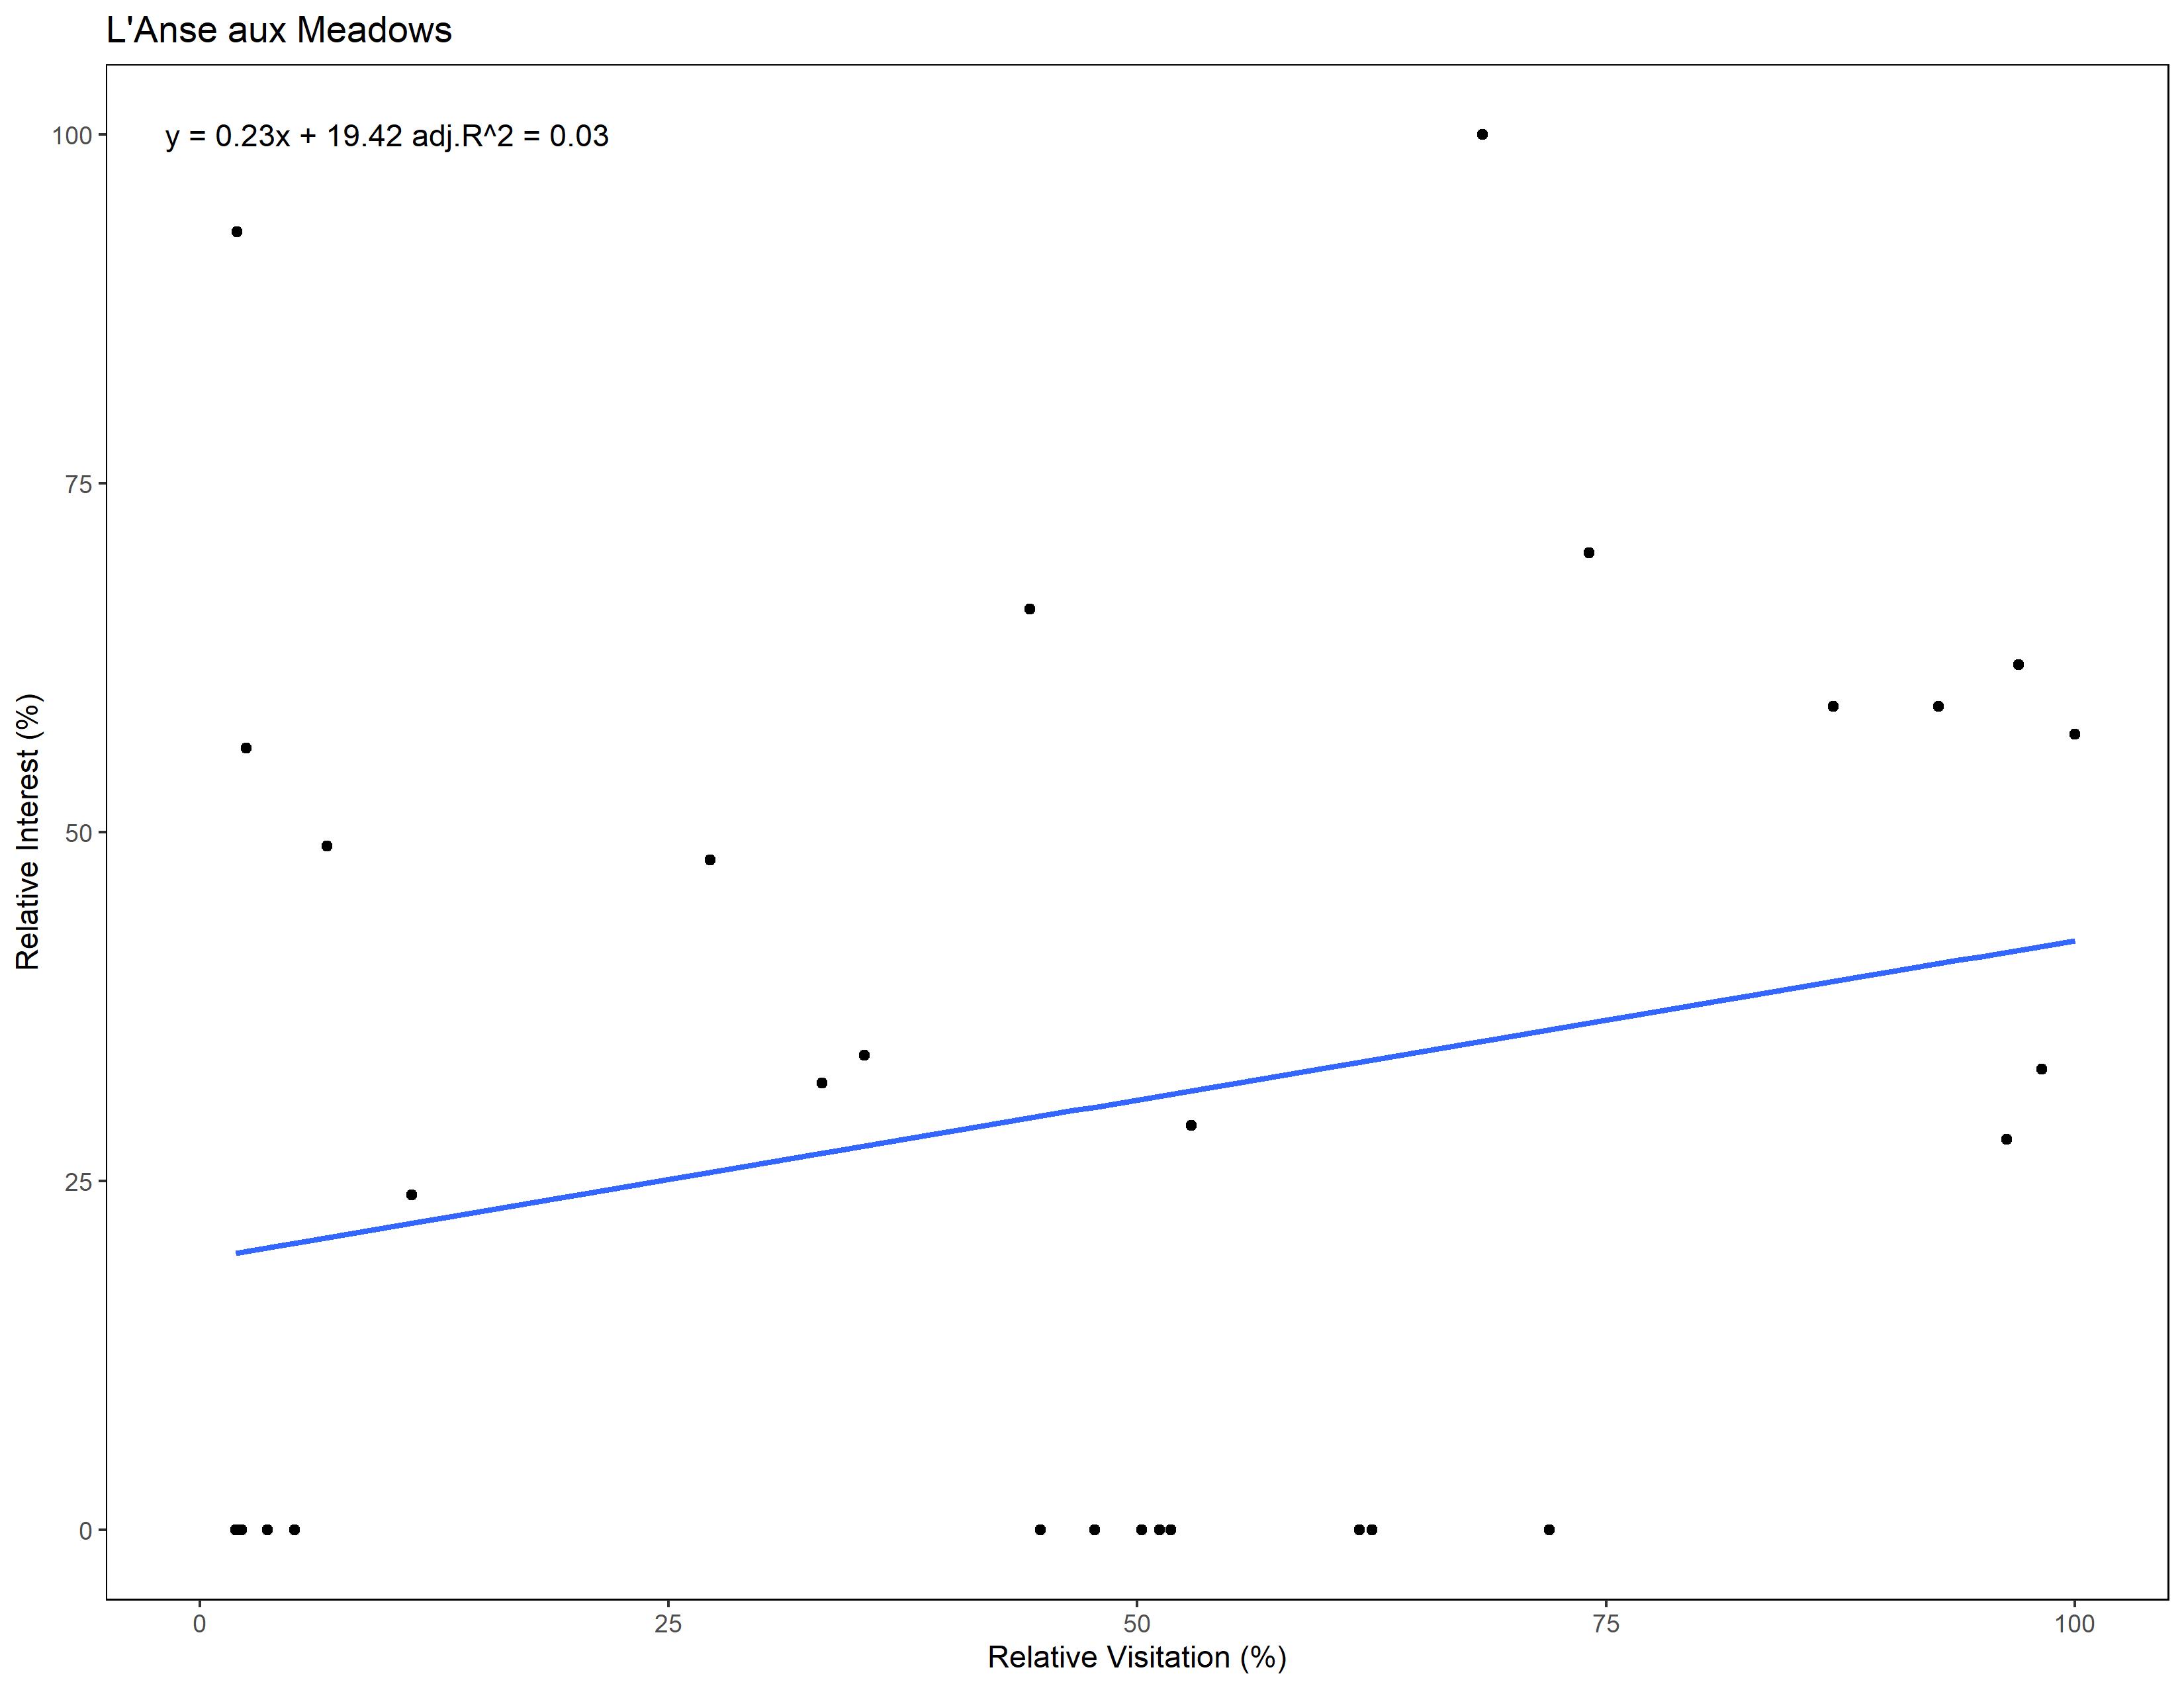 L'Anse aux Meadows
y = 0.23x + 19.42 adj.R^2 = 0.03
100
75
50
25
0
Relative Interest (%)
0 25 50 75 100
Relative Visitation (%)